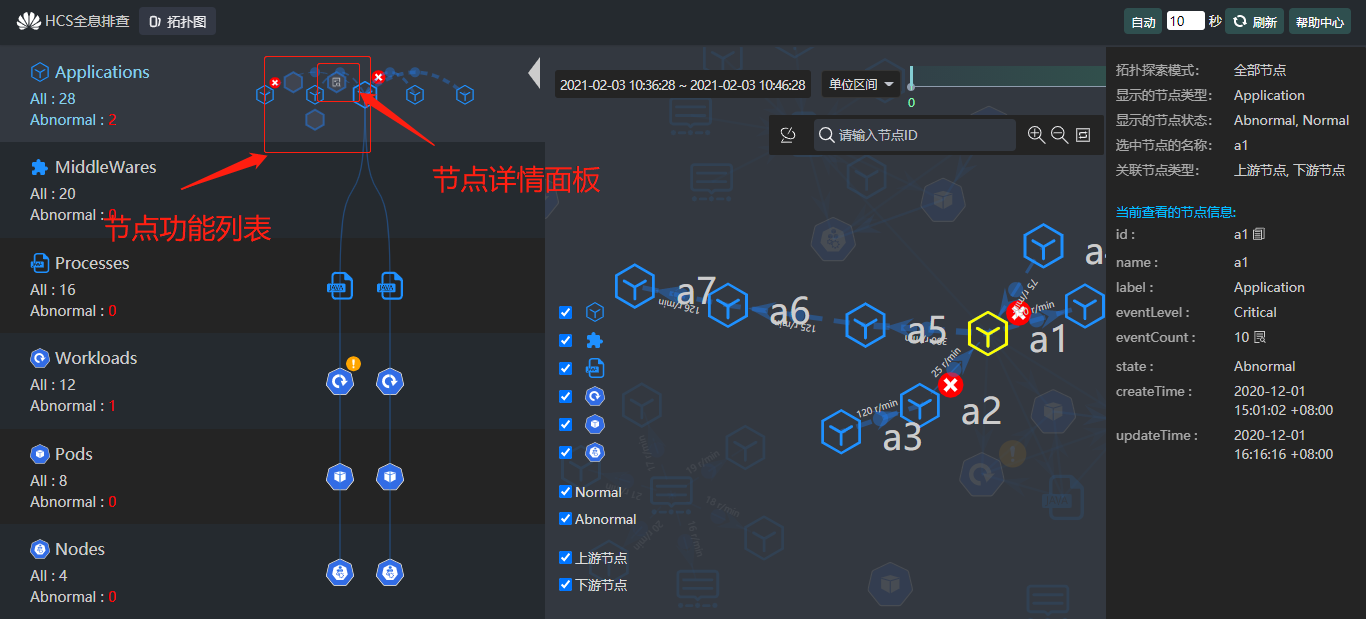 HCS全息排查
拓扑图
自动
10
秒
刷新
帮助中心
Applications
All : 28
Abnormal : 2
MiddleWares
All : 20
Abnormal : 0
Processes
All : 16
Abnormal : 0
Workloads
All : 12
Abnormal : 1
Pods
All : 8
Abnormal : 0
Nodes
All : 4
Abnormal : 0
节点功能列表
节点详情面板
JAVA
JAVA
2021-02-03 10:36:28 ~ 2021-02-03 10:46:28
单位区间
0
请输入节点ID
a7
126 r/min
a6
125 r/min
a5
a1
75 r/min
25 r/min
a2
120 r/min
a3
Normal
Abnormal
上游节点
下游节点
拓扑探索模式:
全部节点
显示的节点类型:
Application
显示的节点状态:
Abnormal, Normal
选中节点的名称:
a1
关联节点类型:
上游节点, 下游节点
当前查看的节点信息:
id :
a1
name :
a1
label :
Application
eventLevel :
Critical
eventCount :
10
state :
Abnormal
createTime :
2020-12-01
15:01:02 +08:00
updateTime :
2020-12-01
16:16:16 +08:00